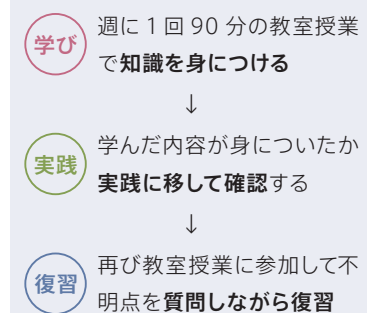 学び
週に1回90分の教室授業
で知識を身につける
↓
実践
学んだ内容が身についたか
実践に移して確認する
↓
復習
再び教室授業に参加して不
明点を質問しながら復習